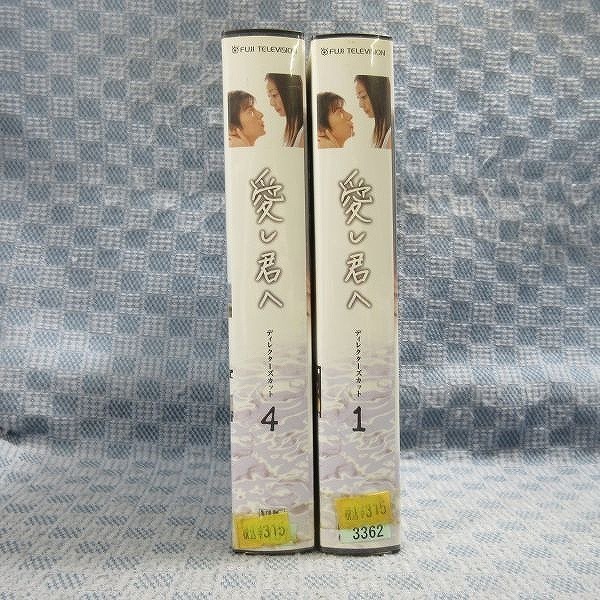 FUJI TELEVISION
愛し君へ
ディレクターズカット
4
税込¥315
FUJI TELEVISION
愛し君へ
ディレクターズカット
1
税込¥315
3362